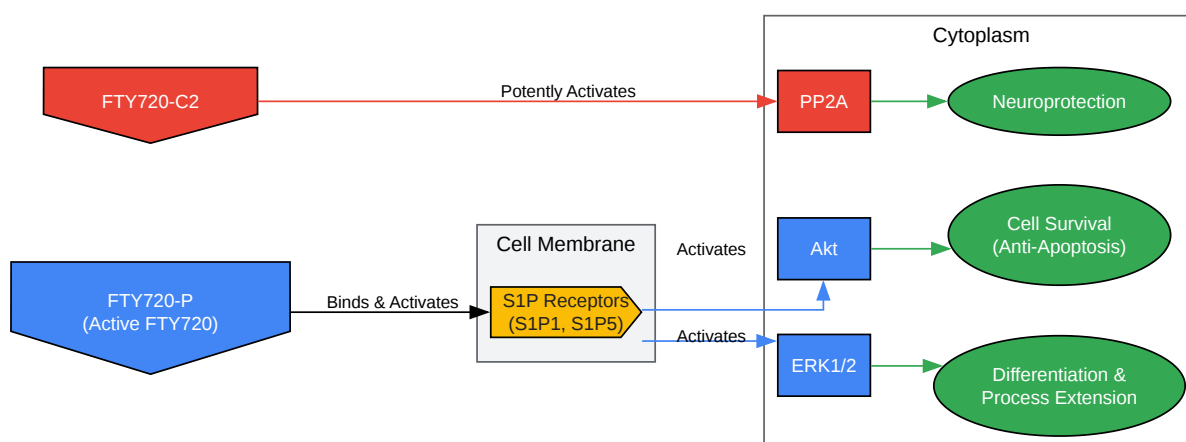 Cytoplasm
FTY720-C2
Potently Activates
PP2A
Neuroprotection
Cell Membrane
Activates
Akt
Cell Survival
(Anti-Apoptosis)
FTY720-P
(Active FTY720)
Binds & Activates
S1P Receptors
(S1P1, S1P5)
Activates
ERK1/2
Differentiation &
Process Extension